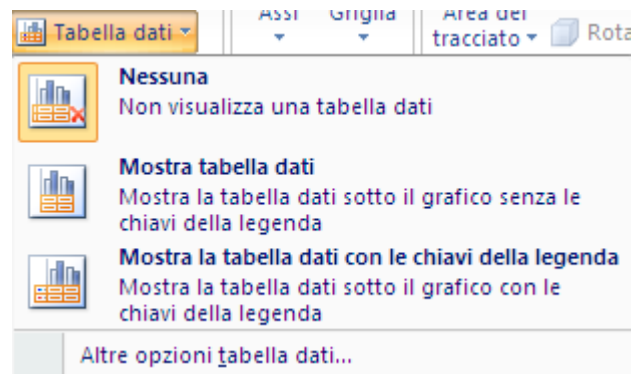 Tabella dati
Assi Griglia Area del
tracciato
Nessuna
Non visualizza una tabella dati
Mostra tabella dati
Mostra la tabella dati sotto il grafico senza le
chiavi della legenda
Mostra la tabella dati con le chiavi della legenda
Mostra la tabella dati sotto il grafico con le
chiavi della legenda
Altre opzioni tabella dati...